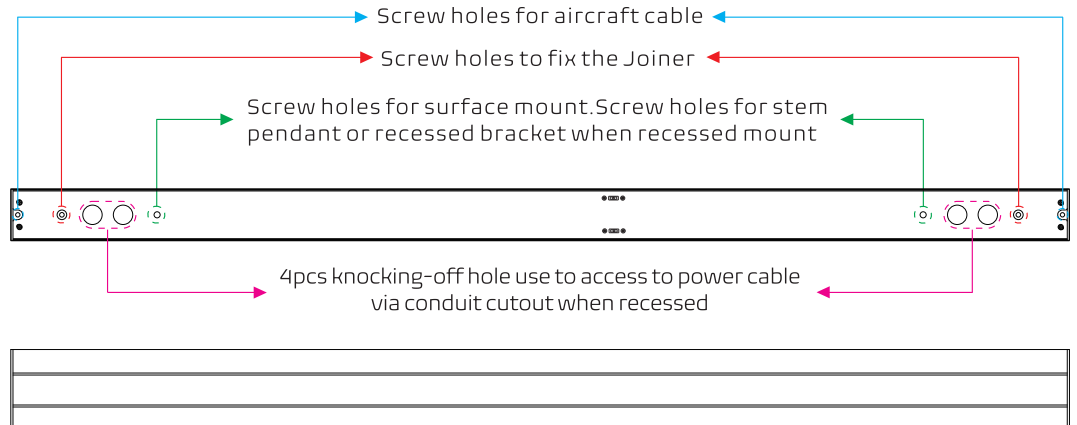 Screw holes for aircraft cable
Screw holes to fix the Joiner
Screw holes for surface mount.Screw holes for stem
pendant or recessed bracket when recessed mount
4pcs knocking-off hole use to access to power cable
via conduit cutout when recessed